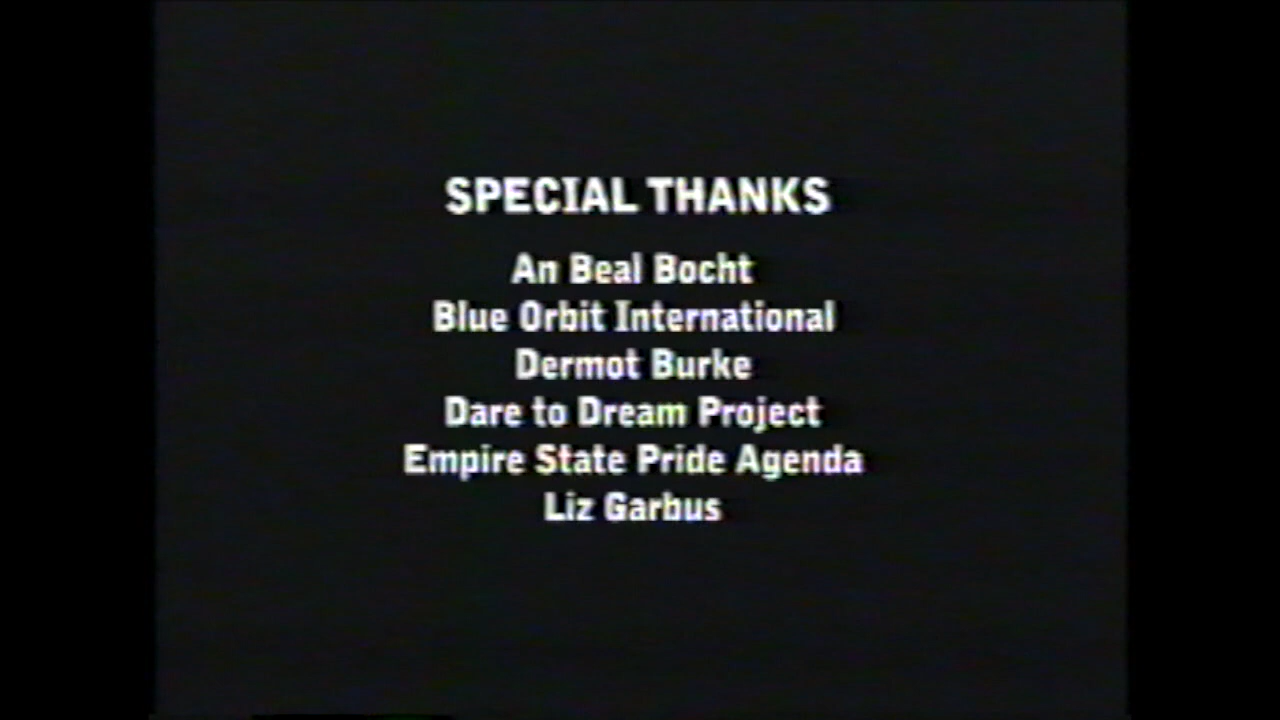 SPECIAL THANKS
An Beal Bocht
Blue Orbit International
Dermot Burke
Dare to Dream Project
Empire State Pride Agenda
Liz Garbus